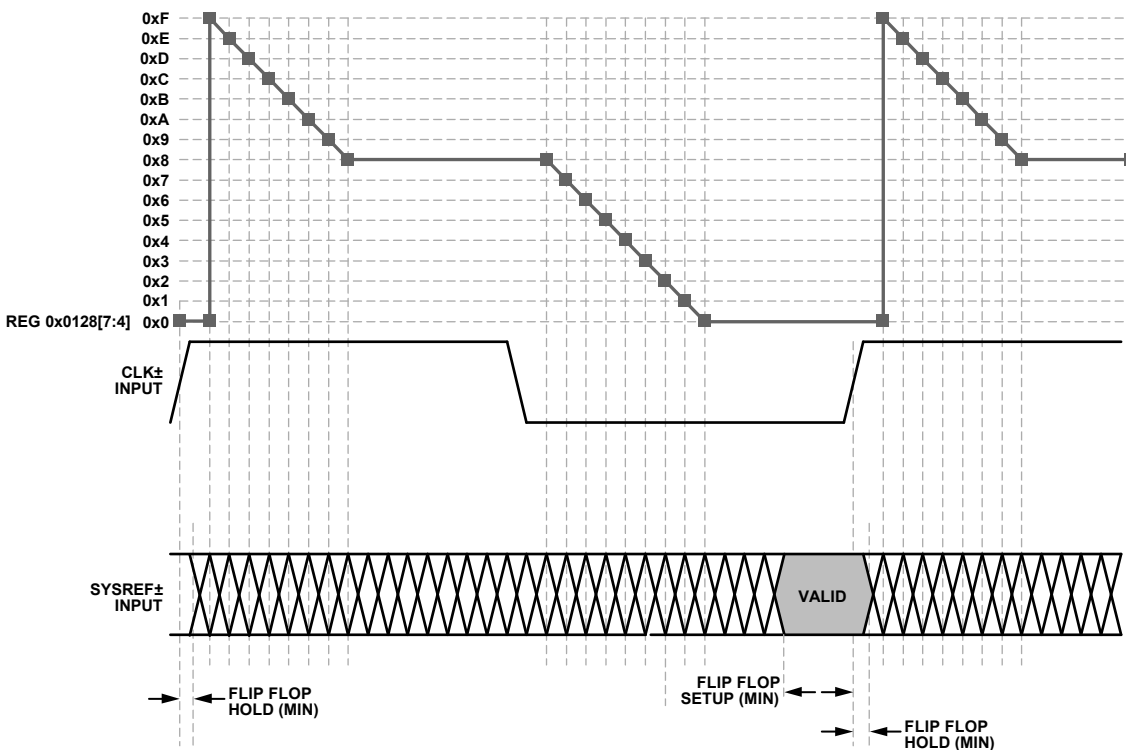 0xF
0xE
0xD
0xC
0xB
0xA
0x9
0x8
0x7
0x6
0x5
0x4
0x3
0x2
0x1
REG 0x0128[7:4] 0x0
CLK±
INPUT
SYSREF±
INPUT
VALID
FLIP FLOP
HOLD (MIN)
FLIP FLOP
SETUP (MIN)
FLIP FLOP
HOLD (MIN)